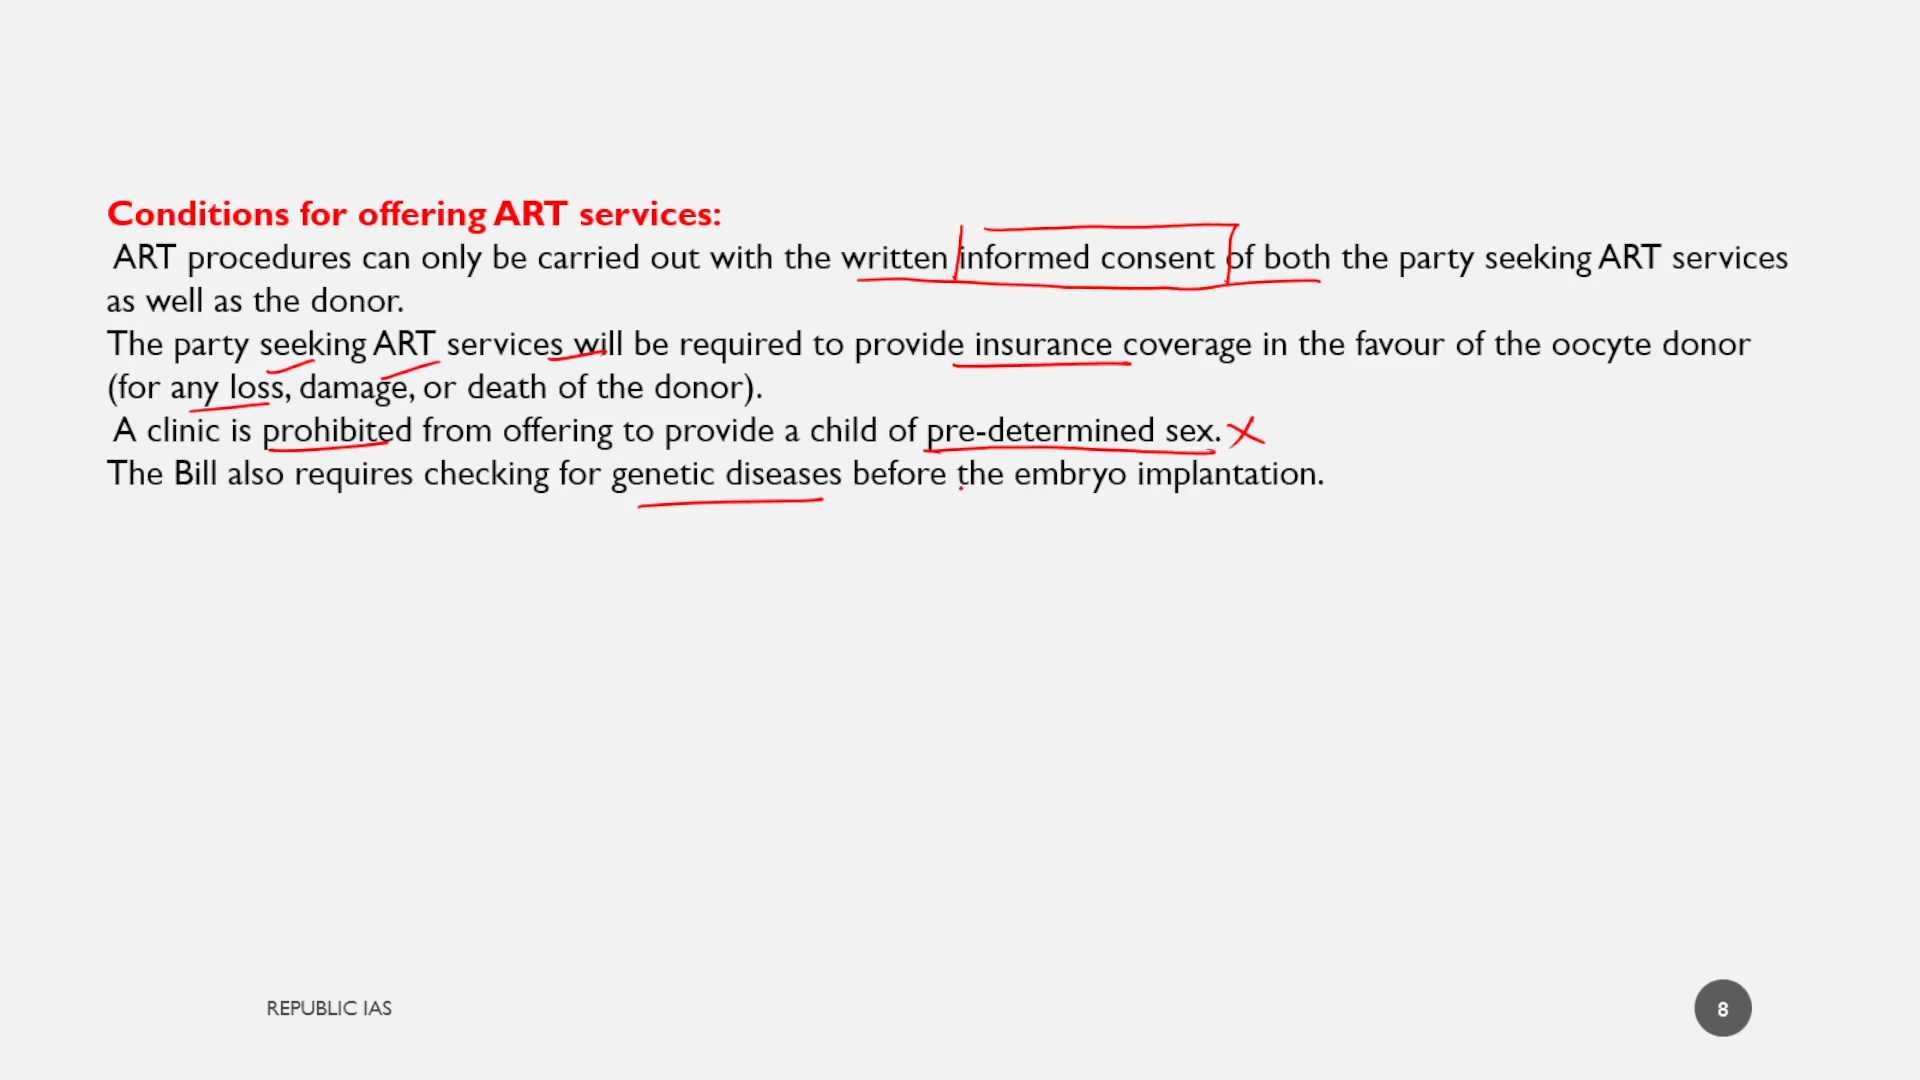 Conditions for offering ART services:
ART procedures can only be carried out with the written informed consent of both the party seeking ART services
as well as the donor.
The party seeking ART services will be required to provide insurance coverage in the favour of the oocyte donor
(for any loss, damage, or death of the donor).
A clinic is prohibited from offering to provide a child of pre-determined sex.
The Bill also requires checking for genetic diseases before the embryo implantation.
REPUBLIC IAS
8